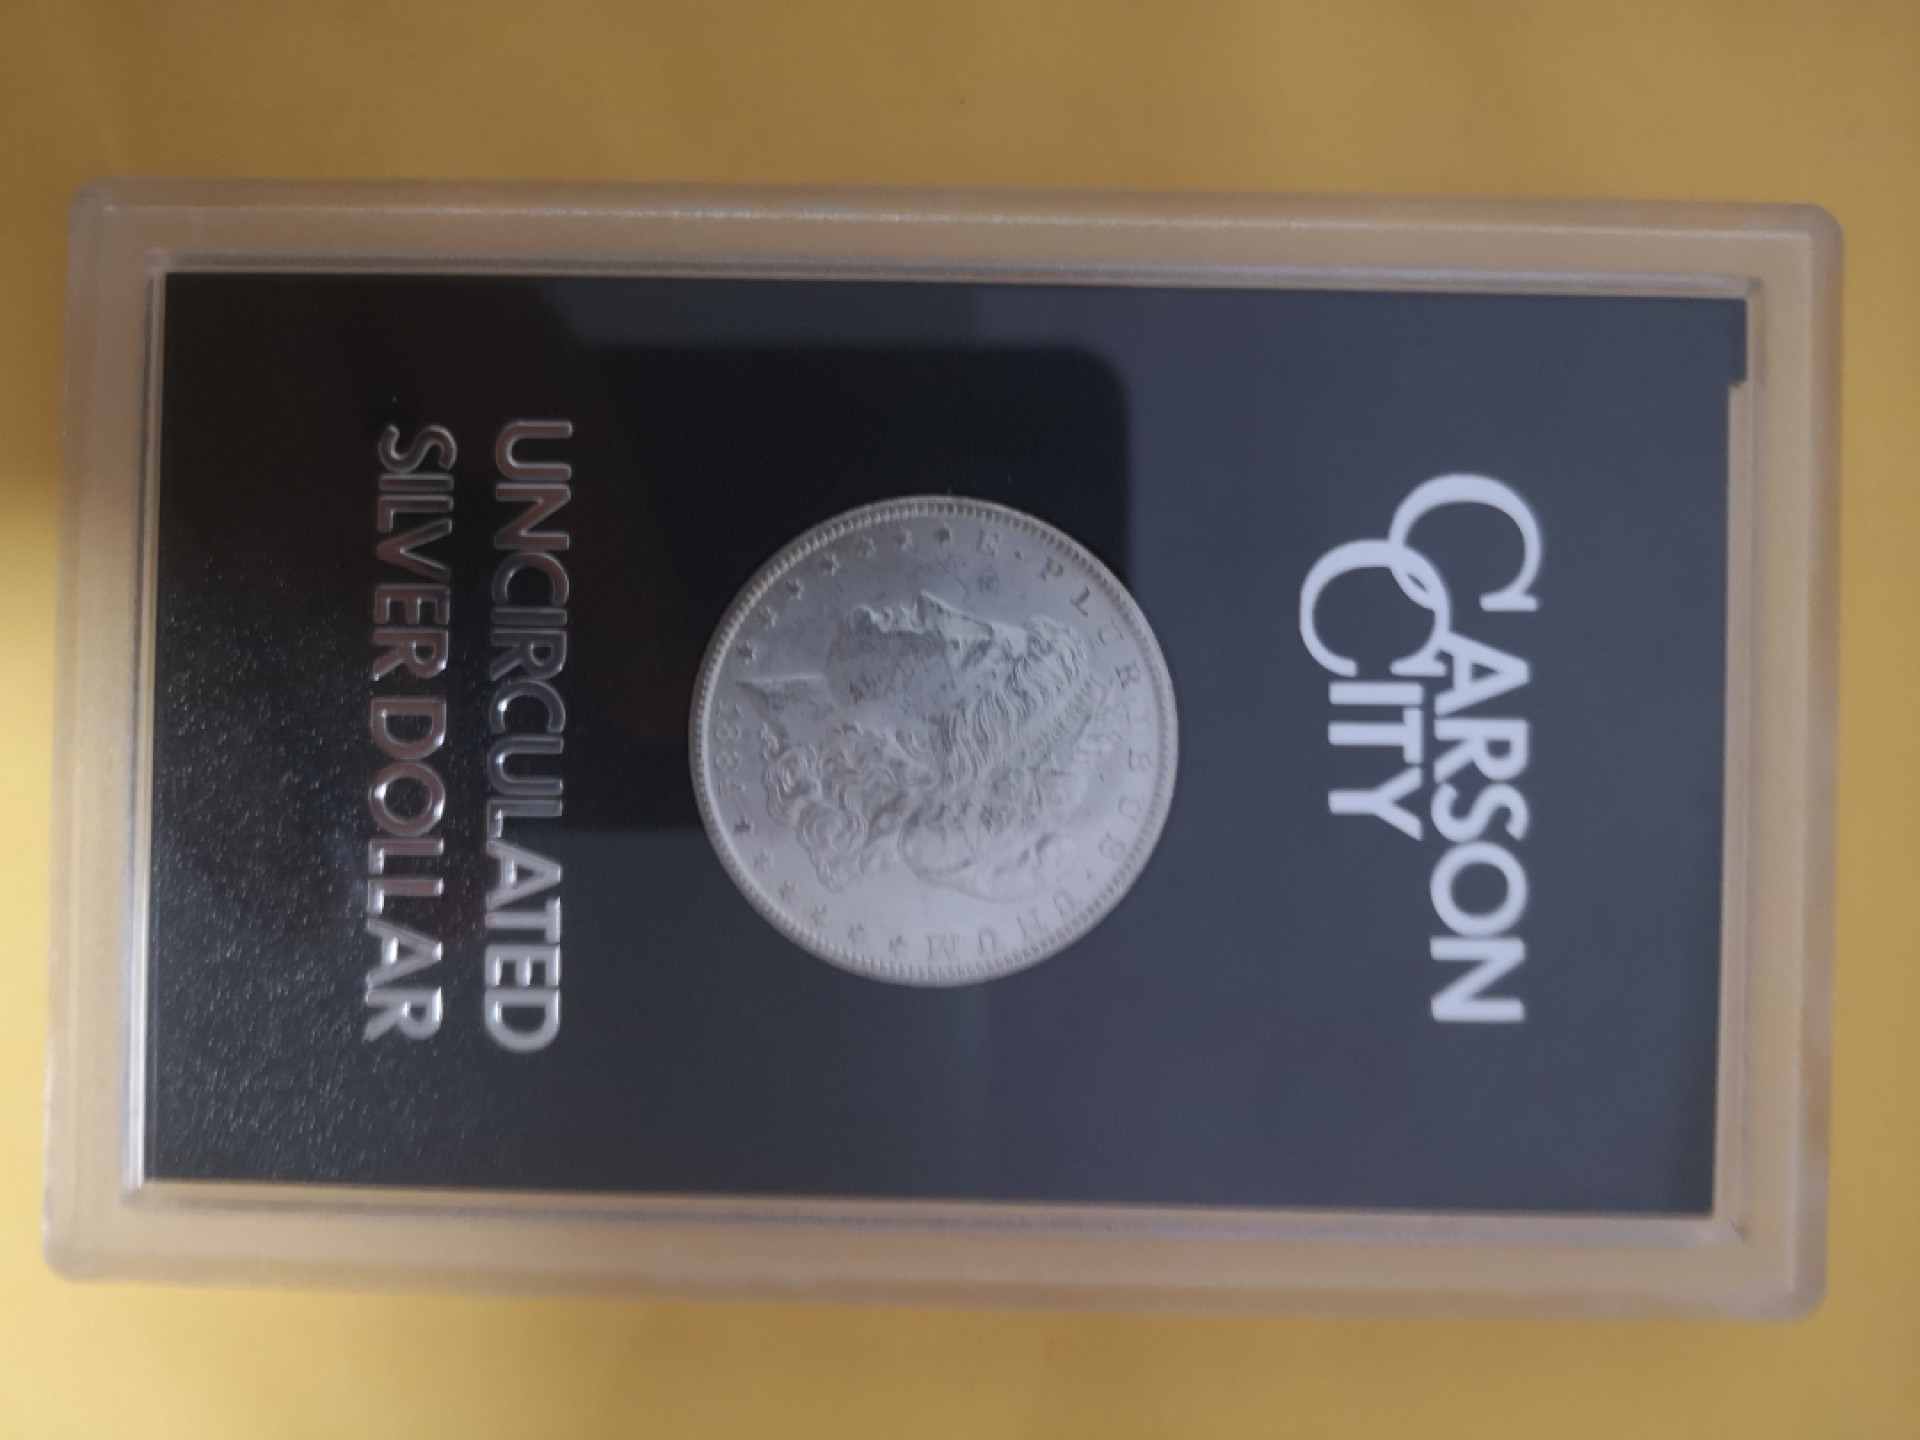 CARSON
CITY
E · PLURIBUS · UNUM
UNCIRCULATED
SILVER DOLLAR